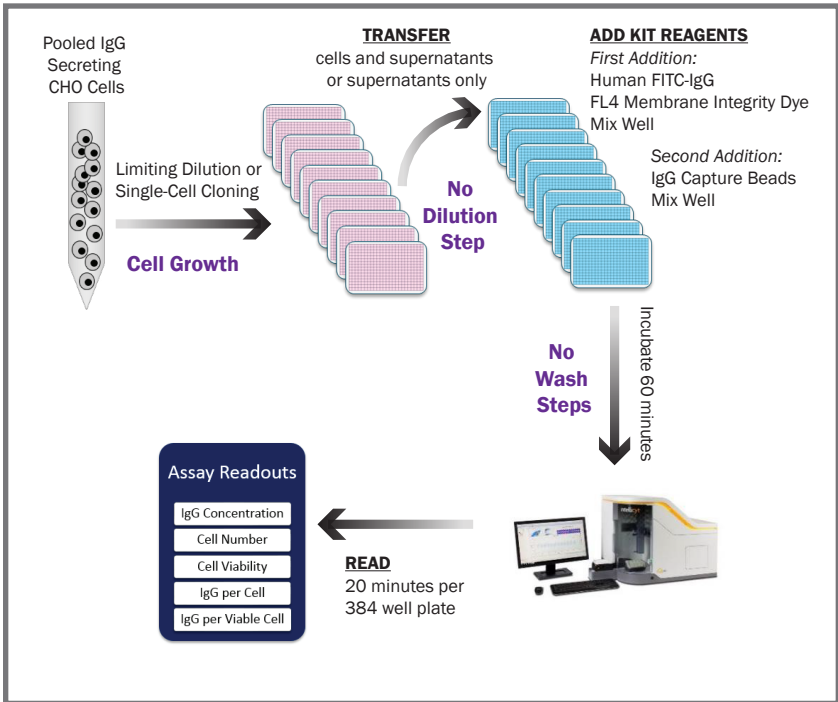 Pooled IgG
Secreting
CHO Cells
Limiting Dilution or
Single-Cell Cloning
Cell Growth
TRANSFER
cells and supernatants
or supernatants only
No
Dilution
Step
ADD KIT REAGENTS
First Addition:
Human FITC-IgG
FL4 Membrane Integrity Dye
Mix Well
Second Addition:
IgG Capture Beads
Mix Well
No
Wash
Steps
Incubate 60 minutes
intellicyt
READ
20 minutes per
384 well plate
Assay Readouts
IgG Concentration
Cell Number
Cell Viability
IgG per Cell
IgG per Viable Cell